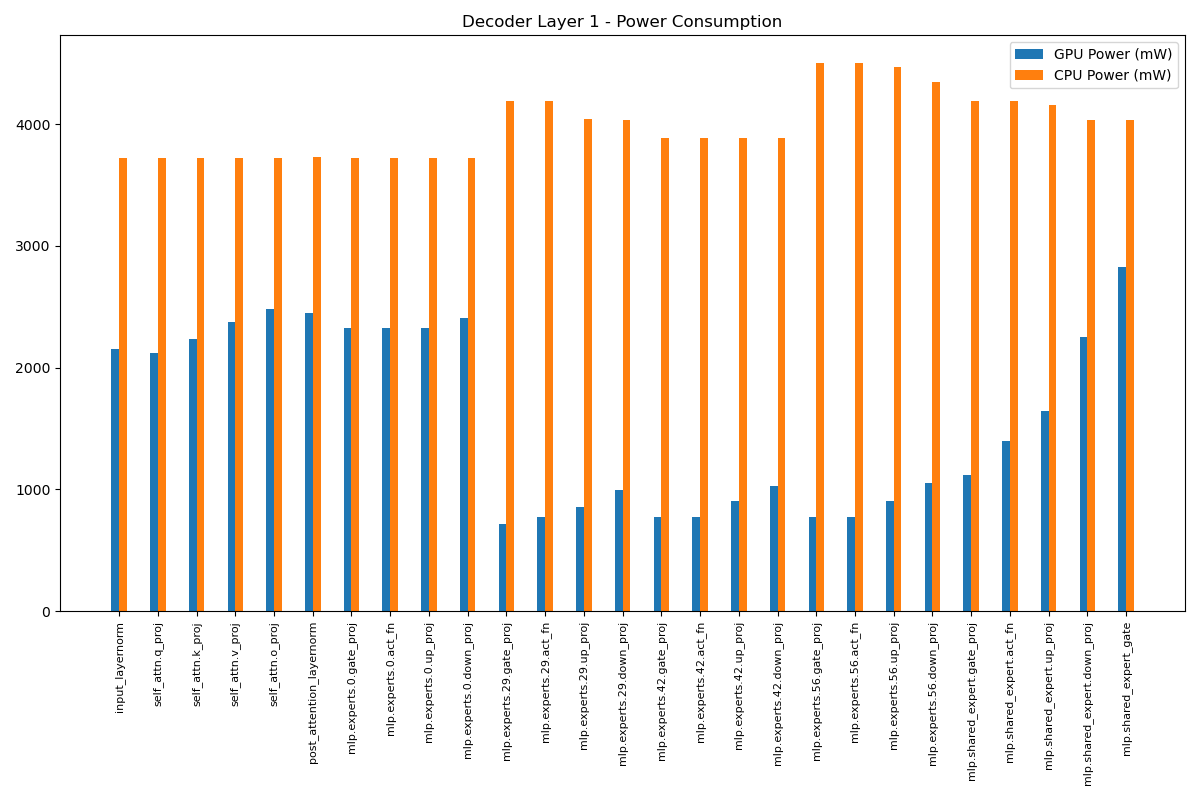 Decoder Layer 1 - Power Consumption
GPU Power (mW)
CPU Power (mW)
4000
3000
2000
1000
0
input_layernorm
self_attn.q_proj
self_attn.k_proj
self_attn.v_proj
self_attn.o_proj
post_attention_layernorm
mlp.experts.0.gate_proj
mlp.experts.0.act_fn
mlp.experts.0.up_proj
mlp.experts.0.down_proj
mlp.experts.29.gate_proj
mlp.experts.29.act_fn
mlp.experts.29.up_proj
mlp.experts.29.down_proj
mlp.experts.42.gate_proj
mlp.experts.42.act_fn
mlp.experts.42.up_proj
mlp.experts.42.down_proj
mlp.experts.56.gate_proj
mlp.experts.56.act_fn
mlp.experts.56.up_proj
mlp.experts.56.down_proj
mlp.shared_expert.gate_proj
mlp.shared_expert.act_fn
mlp.shared_expert.up_proj
mlp.shared_expert.down_proj
mlp.shared_expert_gate